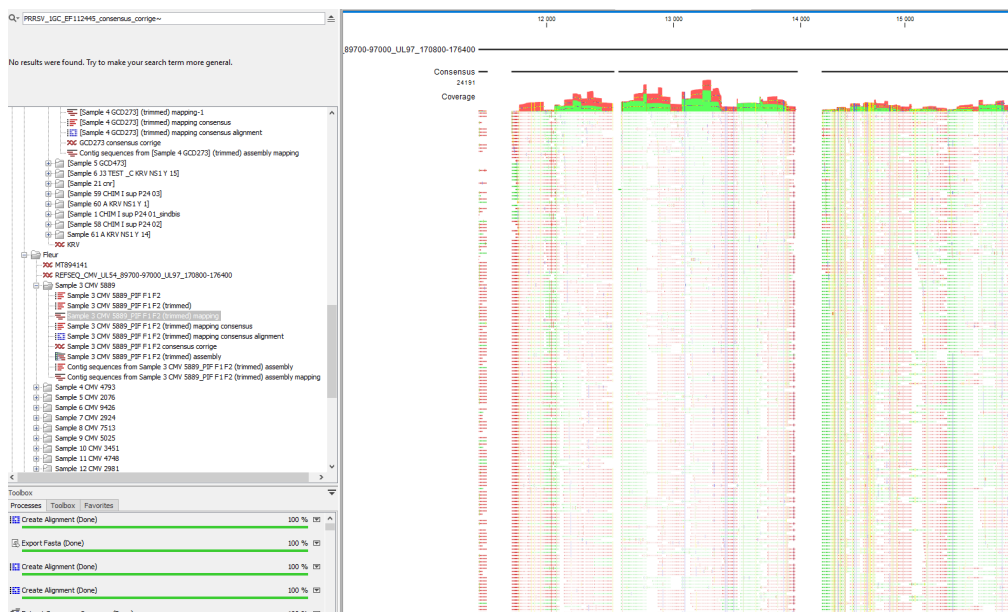 PRRSV_1GC_EF112445_consensus_corrige~
No results were found. Try to make your search term more general.
[Sample 4 GCD273] (trimmed) mapping-1
[Sample 4 GCD273] (trimmed) mapping consensus
[Sample 4 GCD273] (trimmed) mapping consensus alignment
GCD273 consensus corrige
Contig sequences from [Sample 4 GCD273] (trimmed) assembly mapping
[Sample 5 GCD473]
[Sample 6 J3 TEST _C KRV NS1 Y 15]
[Sample 21 cnr]
[Sample 59 CHIM I sup P24 03]
[Sample 60 A KRV NS1 Y 1]
[Sample 1 CHIM I sup P24 01_sindbis
[Sample 58 CHIM I sup P24 02]
Sample 61 A KRV NS1 Y 14]
KRV
Fleur
MT894141
REFSEQ_CMV_UL54_89700-97000_UL97_170800-176400
Sample 3 CMV 5889
Sample 3 CMV 5889_PIF F1 F2
Sample 3 CMV 5889_PIF F1 F2 (trimmed)
Sample 3 CMV 5889_PIF F1 F2 (trimmed) mapping
Sample 3 CMV 5889_PIF F1 F2 (trimmed) mapping consensus
Sample 3 CMV 5889_PIF F1 F2 (trimmed) mapping consensus alignment
Sample 3 CMV 5889_PIF F1 F2 consensus corrige
Sample 3 CMV 5889_PIF F1 F2 (trimmed) assembly
Contig sequences from Sample 3 CMV 5889_PIF F1 F2 (trimmed) assembly
Contig sequences from Sample 3 CMV 5889_PIF F1 F2 (trimmed) assembly mapping
Sample 4 CMV 4793
Sample 5 CMV 2076
Sample 6 CMV 9426
Sample 7 CMV 2924
Sample 8 CMV 7513
Sample 9 CMV 5025
Sample 10 CMV 3451
Sample 11 CMV 4748
Sample 12 CMV 2981
Toolbox
Processes Toolbox Favorites
Create Alignment (Done) 100 %
Export Fasta (Done) 100 %
Create Alignment (Done) 100 %
Create Alignment (Done) 100 %
12 000 13 000 14 000 15 000
_89700-97000_UL97_170800-176400
Consensus
24191
Coverage